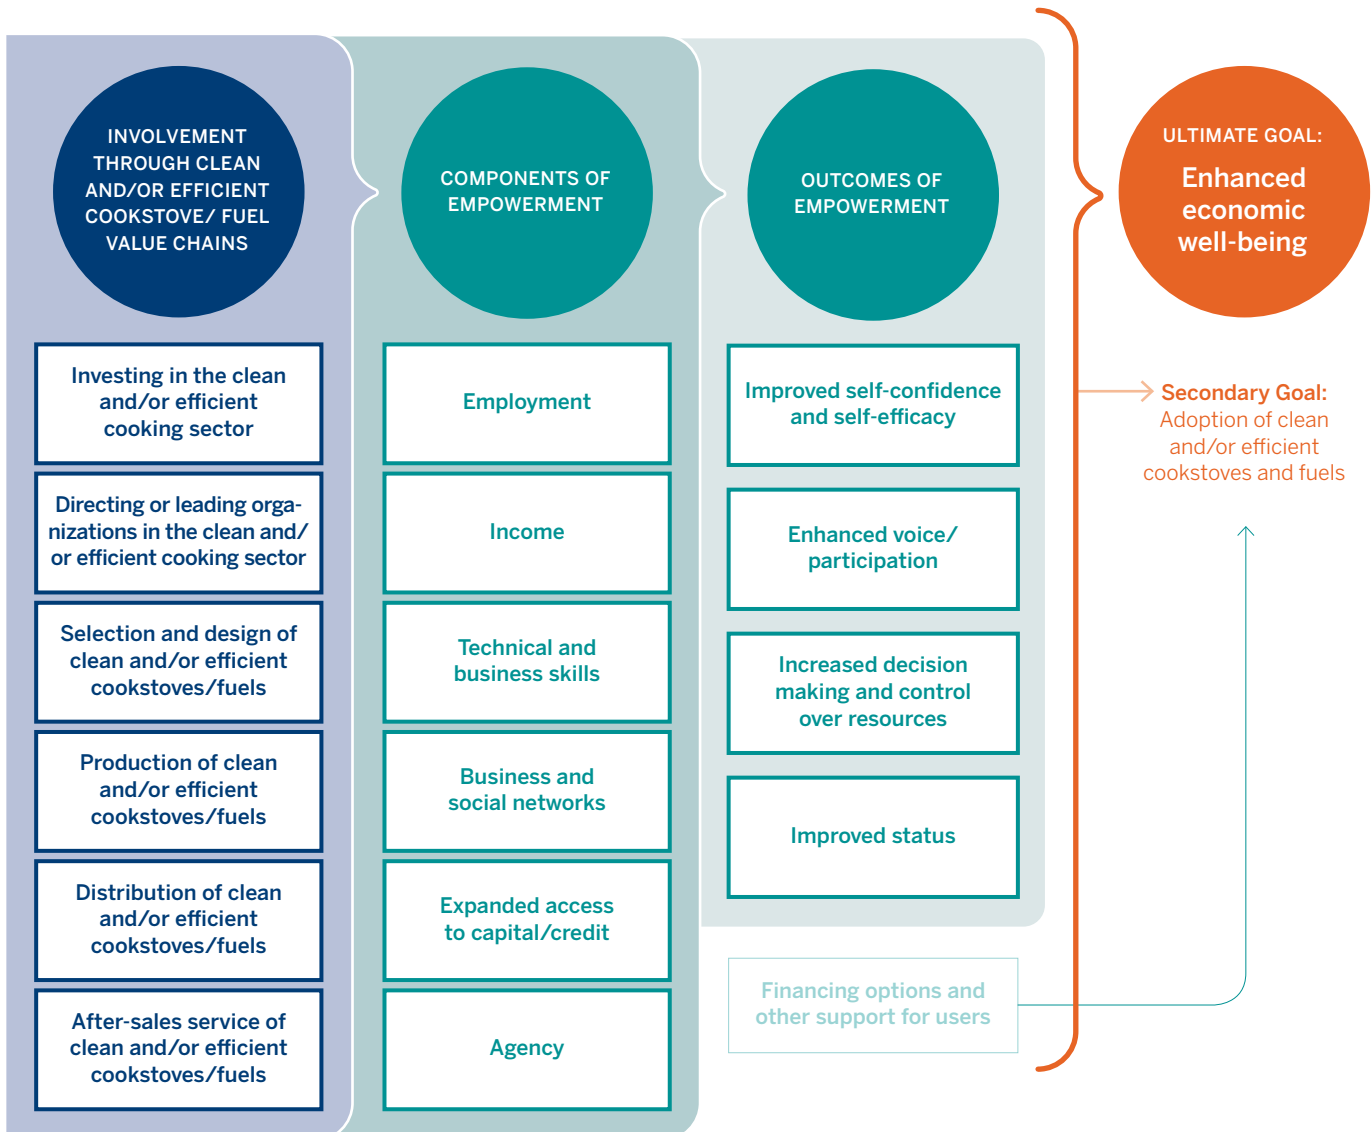 INVOLVEMENT
THROUGH CLEAN
AND/OR EFFICIENT
COOKSTOVE/ FUEL
VALUE CHAINS
Investing in the clean
and/or efficient
cooking sector
Directing or leading orga-
nizations in the clean and/
or efficient cooking sector
Selection and design of
clean and/or efficient
cookstoves/fuels
Production of clean
and/or efficient
cookstoves/fuels
Distribution of clean
and/or efficient
cookstoves/fuels
After-sales service of
clean and/or efficient
cookstoves/fuels
COMPONENTS OF
EMPOWERMENT
Employment
Income
Technical and
business skills
Business and
social networks
Expanded access
to capital/credit
Agency
OUTCOMES OF
EMPOWERMENT
Improved self-confidence
and self-efficacy
Enhanced voice/
participation
Increased decision
making and control
over resources
Improved status
Financing options and
other support for users
ULTIMATE GOAL:
Enhanced
economic
well-being
Secondary Goal:
Adoption of clean
and/or efficient
cookstoves and fuels